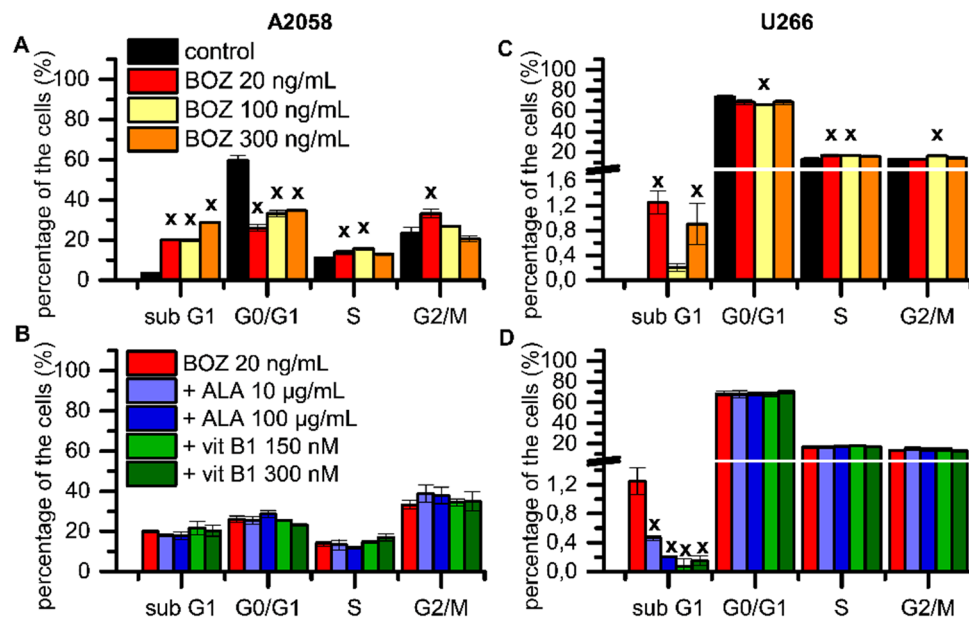 A2058
U266
A
percentage of the cells (%)
100
80
60
40
20
0
control
BOZ 20 ng/mL
BOZ 100 ng/mL
BOZ 300 ng/mL
x x x
x x x
x x
x
sub G1
G0/G1
S
G2/M
C
percentage of the cells (%)
100
80
60
40
20
1,6
1,2
0,8
0,4
0,0
x x
x
x x
x
sub G1
G0/G1
S
G2/M
B
percentage of the cells (%)
100
80
60
40
20
0
BOZ 20 ng/mL
+ ALA 10 µg/mL
+ ALA 100 µg/mL
+ vit B1 150 nM
+ vit B1 300 nM
sub G1
G0/G1
S
G2/M
D
percentage of the cells (%)
100
80
60
40
20
1,2
0,8
0,4
0,0
x x x x
sub G1
G0/G1
S
G2/M